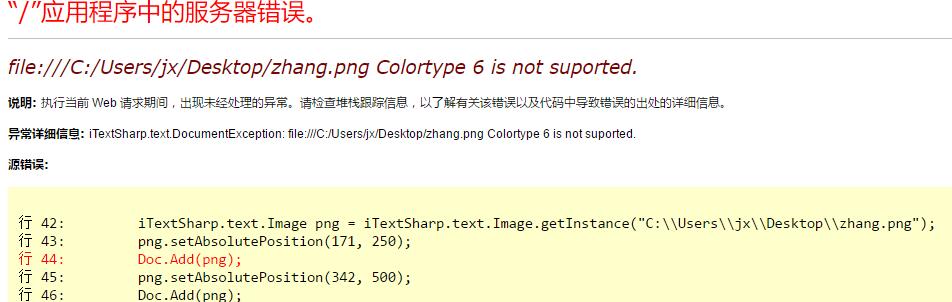 “/”应用程序中的服务器错误。
file:///C:/Users/jx/Desktop/zhang.png Colortype 6 is not suported.
说明: 执行当前 Web 请求期间，出现未经处理的异常。请检查堆栈跟踪信息，以了解有关该错误以及代码中导致错误的出处的详细信息。
异常详细信息: iTextSharp.text.DocumentException: file:///C:/Users/jx/Desktop/zhang.png Colortype 6 is not suported.
源错误:
行 42:         iTextSharp.text.Image png = iTextSharp.text.Image.getInstance("C:\\Users\\jx\\Desktop\\zhang.png");
行 43:         png.setAbsolutePosition(171, 250);
行 44:         Doc.Add(png);
行 45:         png.setAbsolutePosition(342, 500);
行 46:         Doc.Add(png);